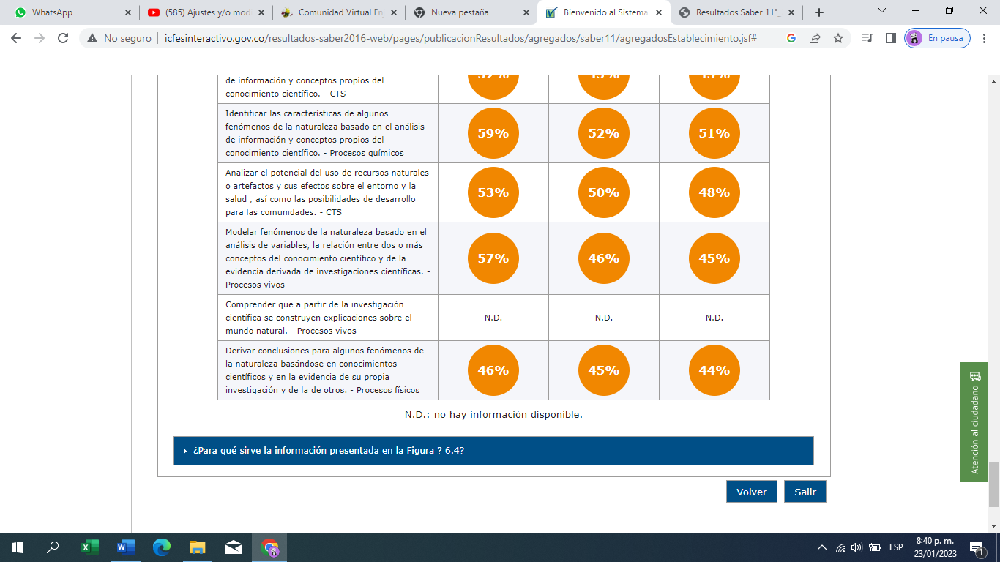 WhatsApp
(585) Ajustes y/o mod
Comunidad Virtual En
Nueva pestaña
Bienvenido al Sistema
Resultados Saber 11°_
No seguro
icfesinteractivo.gov.co/resultados-saber2016-web/pages/publicacionResultados/agregados/saber11/agregadosEstablecimiento.jsf#
En pausa
de información y conceptos propios del
conocimiento científico. - CTS
Identificar las características de algunos
fenómenos de la naturaleza basado en el análisis
de información y conceptos propios del
conocimiento científico. - Procesos químicos
59%
52%
51%
Analizar el potencial del uso de recursos naturales
o artefactos y sus efectos sobre el entorno y la
salud , así como las posibilidades de desarrollo
para las comunidades. - CTS
53%
50%
48%
Modelar fenómenos de la naturaleza basado en el
análisis de variables, la relación entre dos o más
conceptos del conocimiento científico y de la
evidencia derivada de investigaciones científicas. -
Procesos vivos
57%
46%
45%
Comprender que a partir de la investigación
científica se construyen explicaciones sobre el
mundo natural. - Procesos vivos
N.D.
N.D.
N.D.
Derivar conclusiones para algunos fenómenos de
la naturaleza basándose en conocimientos
científicos y en la evidencia de su propia
investigación y de la de otros. - Procesos físicos
46%
45%
44%
N.D.: no hay información disponible.
¿Para qué sirve la información presentada en la Figura ? 6.4?
Volver
Salir
Atención al ciudadano
ESP
8:40 p. m.
23/01/2023
1